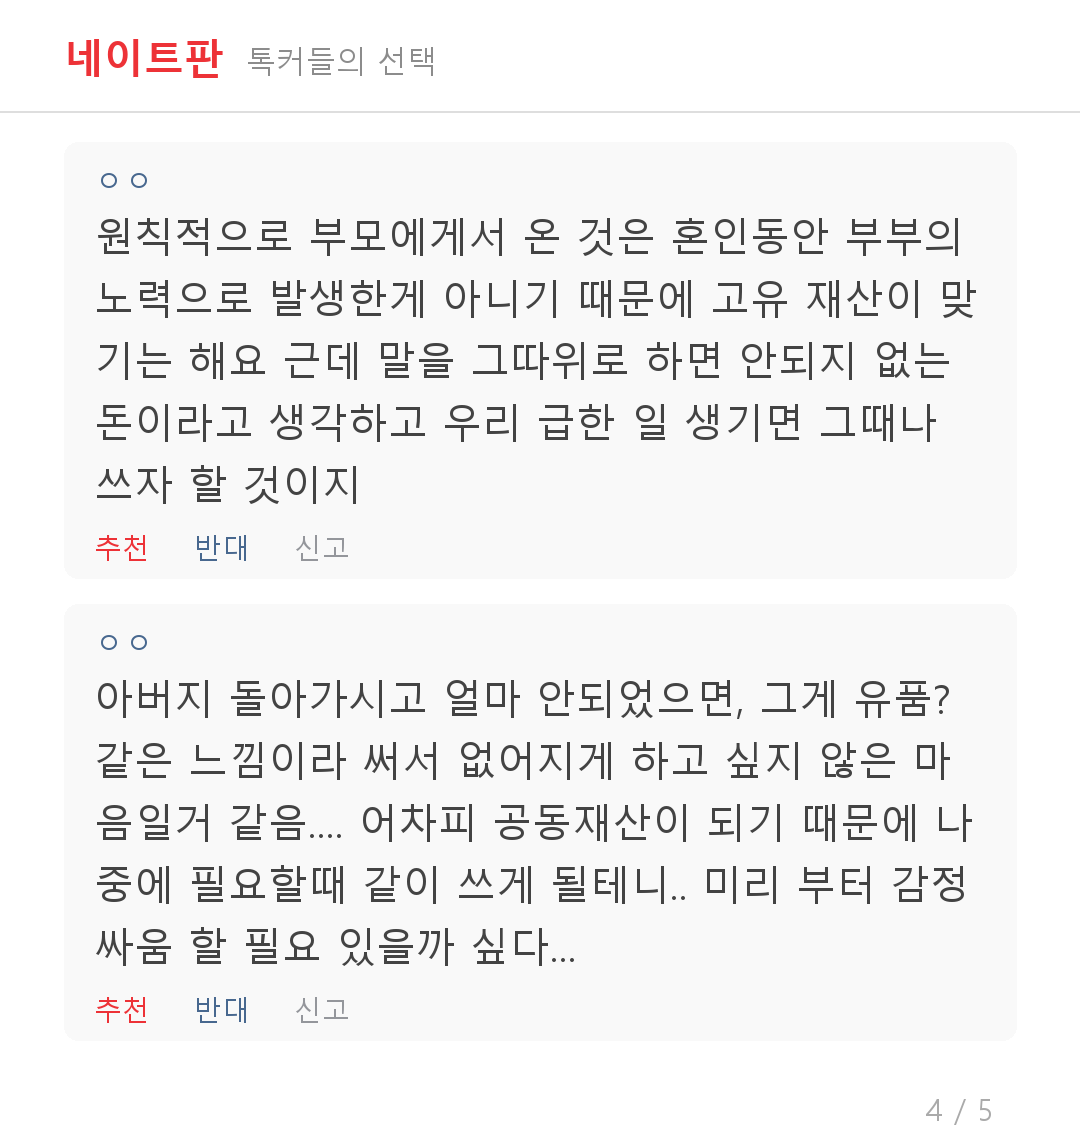 네이트판 톡커들의 선택
ㅇㅇ
원칙적으로 부모에게서 온 것은 혼인동안 부부의
노력으로 발생한게 아니기 때문에 고유 재산이 맞
기는 해요 근데 말을 그따위로 하면 안되지 없는
돈이라고 생각하고 우리 급한 일 생기면 그때나
쓰자 할 것이지
추천 반대 신고
ㅇㅇ
아버지 돌아가시고 얼마 안되었으면, 그게 유품?
같은 느낌이라 써서 없어지게 하고 싶지 않은 마
음일거 같음.... 어차피 공동재산이 되기 때문에 나
중에 필요할때 같이 쓰게 될테니.. 미리 부터 감정
싸움 할 필요 있을까 싶다...
추천 반대 신고
4 / 5